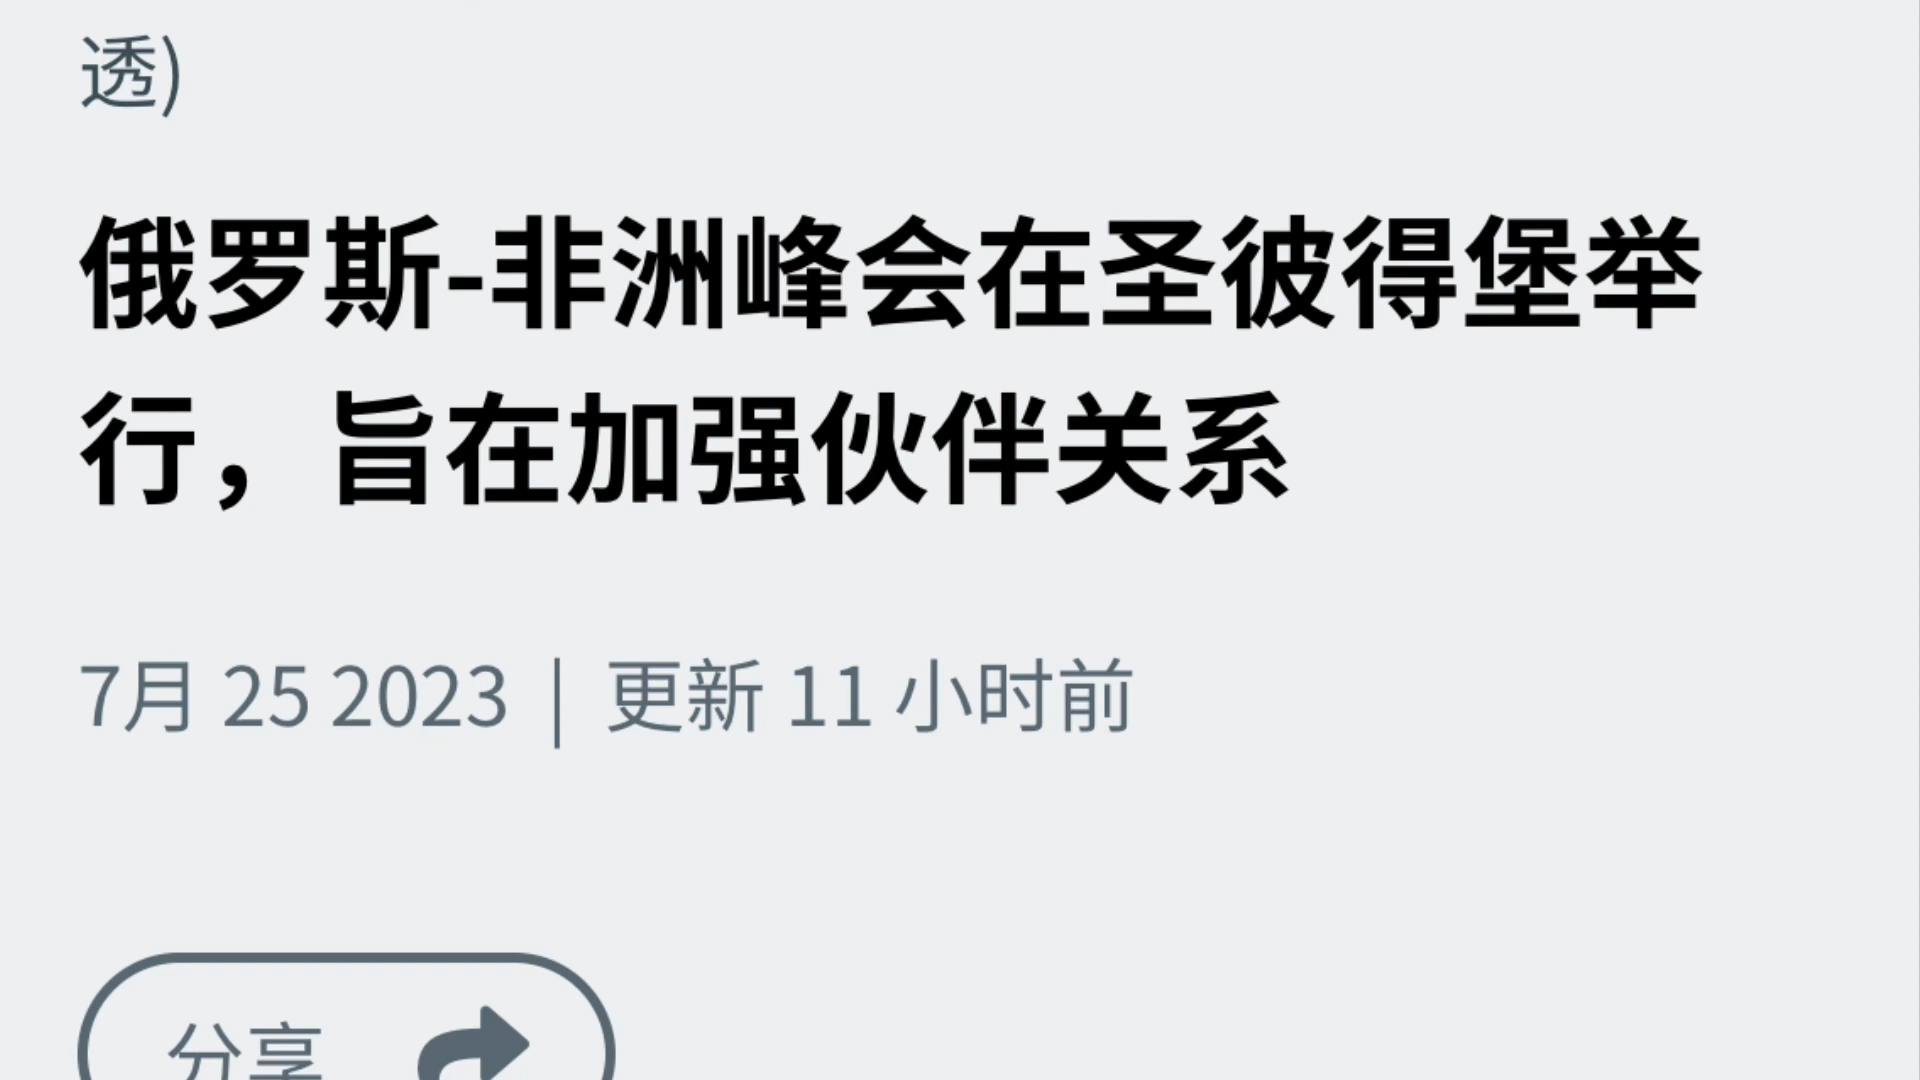 透)
俄罗斯-非洲峰会在圣彼得堡举
行，旨在加强伙伴关系
7月 25 2023 | 更新 11 小时前
分享